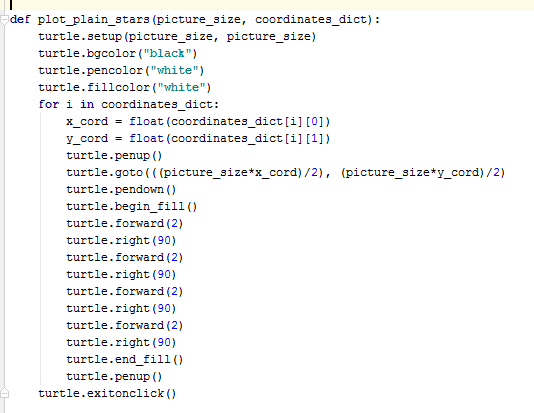 def plot_plain_stars(picture_size, coordinates_dict):
    turtle.setup(picture_size, picture_size)
    turtle.bgcolor("black")
    turtle.pencolor("white")
    turtle.fillcolor("white")
    for i in coordinates_dict:
        x_cord = float(coordinates_dict[i][0])
        y_cord = float(coordinates_dict[i][1])
        turtle.penup()
        turtle.goto(((picture_size*x_cord)/2), (picture_size*y_cord)/2)
        turtle.pendown()
        turtle.begin_fill()
        turtle.forward(2)
        turtle.right(90)
        turtle.forward(2)
        turtle.right(90)
        turtle.forward(2)
        turtle.right(90)
        turtle.forward(2)
        turtle.right(90)
        turtle.end_fill()
        turtle.penup()
    turtle.exitonclick()